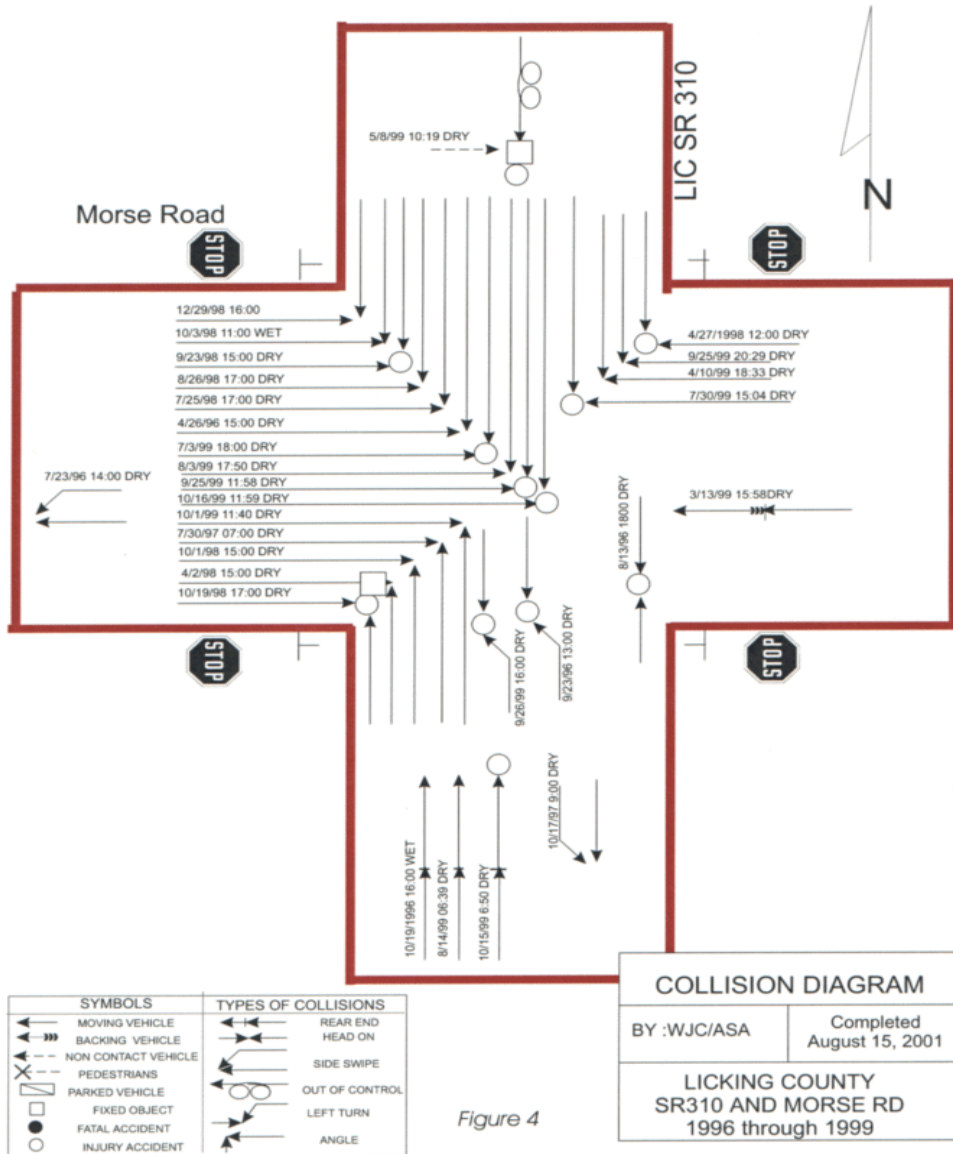 5/8/99 10:19 DRY
LIC SR 310
N
Morse Road
STOP
STOP
12/29/98 16:00
10/3/98 11:00 WET
9/23/98 15:00 DRY
8/26/98 17:00 DRY
7/25/98 17:00 DRY
4/26/96 15:00 DRY
7/3/99 18:00 DRY
8/3/99 17:50 DRY
9/25/99 11:58 DRY
10/16/99 11:59 DRY
10/1/99 11:40 DRY
7/30/97 07:00 DRY
10/1/98 15:00 DRY
4/2/98 15:00 DRY
10/19/98 17:00 DRY
4/27/1998 12:00 DRY
9/25/99 20:29 DRY
4/10/99 18:33 DRY
7/30/99 15:04 DRY
7/23/96 14:00 DRY
3/13/99 15:58DRY
8/13/96 1800 DRY
9/26/99 16:00 DRY
9/23/96 13:00 DRY
STOP
STOP
10/19/1996 16:00 WET
8/14/99 06:39 DRY
10/15/99 6:50 DRY
10/17/97 9:00 DRY
SYMBOLS
MOVING VEHICLE
BACKING VEHICLE
NON CONTACT VEHICLE
PEDESTRIANS
PARKED VEHICLE
FIXED OBJECT
FATAL ACCIDENT
INJURY ACCIDENT
TYPES OF COLLISIONS
REAR END
HEAD ON
SIDE SWIPE
OUT OF CONTROL
LEFT TURN
ANGLE
Figure 4
COLLISION DIAGRAM
BY :WJC/ASA
Completed
August 15, 2001
LICKING COUNTY
SR310 AND MORSE RD
1996 through 1999